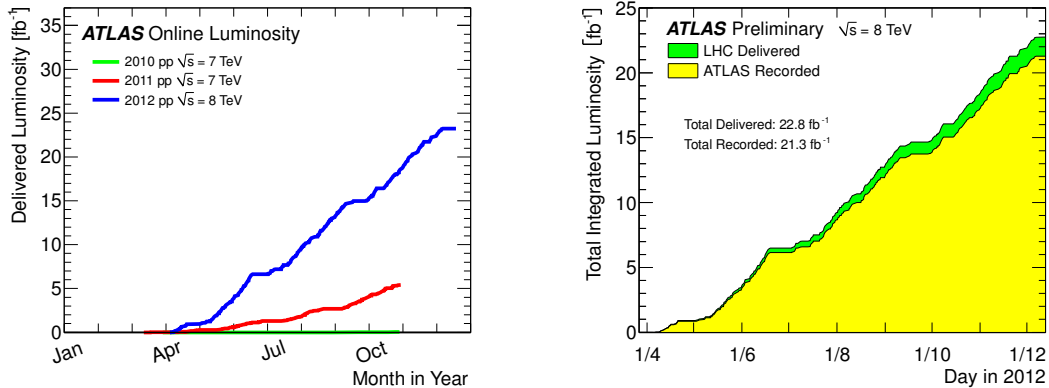 Delivered Luminosity [fb⁻¹]
35
30
25
20
15
10
5
0
ATLAS Online Luminosity
2010 pp √s = 7 TeV
2011 pp √s = 7 TeV
2012 pp √s = 8 TeV
Jan
Apr
Jul
Oct
Month in Year
Total Integrated Luminosity [fb⁻¹]
25
20
15
10
5
0
ATLAS Preliminary √s = 8 TeV
LHC Delivered
ATLAS Recorded
Total Delivered: 22.8 fb⁻¹
Total Recorded: 21.3 fb⁻¹
1/4
1/6
1/8
1/10
1/12
Day in 2012